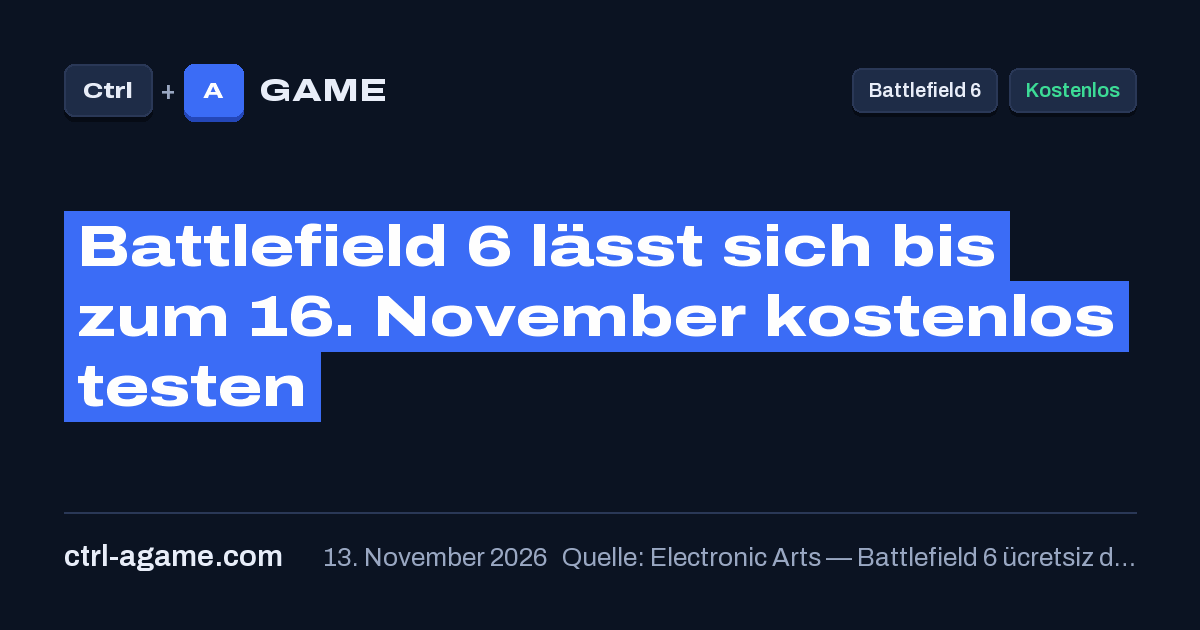 Ctrl + A GAME
Battlefield 6 Kostenlos
Battlefield 6 lässt sich bis
zum 16. November kostenlos
testen
ctrl-agame.com 13. November 2026 Quelle: Electronic Arts — Battlefield 6 ücretsiz d…